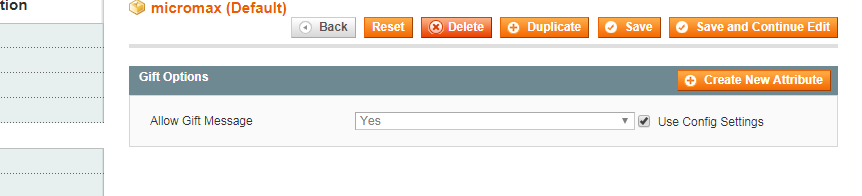 tion
micromax (Default)
Back Reset Delete Duplicate Save Save and Continue Edit
Gift Options Create New Attribute
Allow Gift Message Yes Use Config Settings